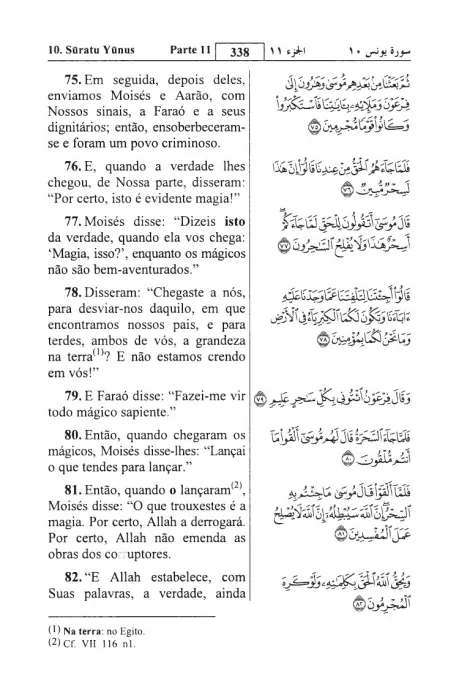 10. Sūratu Yūnus Parte 11 338 الجزء ١١ سورة يونس ١٠
75. Em seguida, depois deles,
enviamos Moisés e Aarão, com
Nossos sinais, a Faraó e a seus
dignitários; então, ensoberbeceram-
se e foram um povo criminoso.
ثُمَّ بَعَثْنَا مِنۢ بَعْدِهِم مُّوسَىٰ وَهَٰرُونَ إِلَىٰ
فِرْعَوْنَ وَمَلَإِيْهِۦ بِـَٔايَٰتِنَا فَٱسْتَكْبَرُوا۟
وَكَانُوا۟ قَوْمًا مُّجْرِمِينَ ٧٥
76. E, quando a verdade lhes
chegou, de Nossa parte, disseram:
“Por certo, isto é evidente magia!”
فَلَمَّا جَآءَهُمُ ٱلْحَقُّ مِنْ عِندِنَا قَالُوٓا۟ إِنَّ هَٰذَا
لَسِحْرٌ مُّبِينٌ ٧٦
77. Moisés disse: “Dizeis isto
da verdade, quando ela vos chega:
‘Magia, isso?’, enquanto os mágicos
não são bem-aventurados.”
قَالَ مُوسَىٰٓ أَتَقُولُونَ لِلْحَقِّ لَمَّا جَآءَكُمْ
أَسِحْرٌ هَٰذَا وَلَا يُفْلِحُ ٱلسَّٰحِرُونَ ٧٧
78. Disseram: “Chegaste a nós,
para desviar-nos daquilo, em que
encontramos nossos pais, e para
terdes, ambos de vós, a grandeza
na terra(1)? E não estamos crendo
em vós!”
قَالُوٓا۟ أَجِئْتَنَا لِتَلْفِتَنَا عَمَّا وَجَدْنَا عَلَيْهِ
ءَابَآءَنَا وَتَكُونَ لَكُمَا ٱلْكِبْرِيَآءُ فِى ٱلْأَرْضِ
وَمَا نَحْنُ لَكُمَا بِمُؤْمِنِينَ ٧٨
79. E Faraó disse: “Fazei-me vir
todo mágico sapiente.”
وَقَالَ فِرْعَوْنُ ٱئْتُونِى بِكُلِّ سَٰحِرٍ عَلِيمٍ ٧٩
80. Então, quando chegaram os
mágicos, Moisés disse-lhes: “Lançai
o que tendes para lançar.”
فَلَمَّا جَآءَ ٱلسَّحَرَةُ قَالَ لَهُم مُّوسَىٰٓ أَلْقُوا۟ مَآ
أَنتُم مُّلْقُونَ ٨٠
81. Então, quando o lançaram(2),
Moisés disse: “O que trouxestes é a
magia. Por certo, Allah a derrogará.
Por certo, Allah não emenda as
obras dos co uptores.
فَلَمَّآ أَلْقَوْا۟ قَالَ مُوسَىٰ مَا جِئْتُم بِهِ
ٱلسِّحْرُ إِنَّ ٱللَّهَ سَيُبْطِلُهُۥٓ إِنَّ ٱللَّهَ لَا يُصْلِحُ
عَمَلَ ٱلْمُفْسِدِينَ ٨١
82. “E Allah estabelece, com
Suas palavras, a verdade, ainda
وَيُحِقُّ ٱللَّهُ ٱلْحَقَّ بِكَلِمَٰتِهِۦ وَلَوْ كَرِهَ
ٱلْمُجْرِمُونَ ٨٢
(1) Na terra: no Egito.
(2) Cf. VII 116 n1.